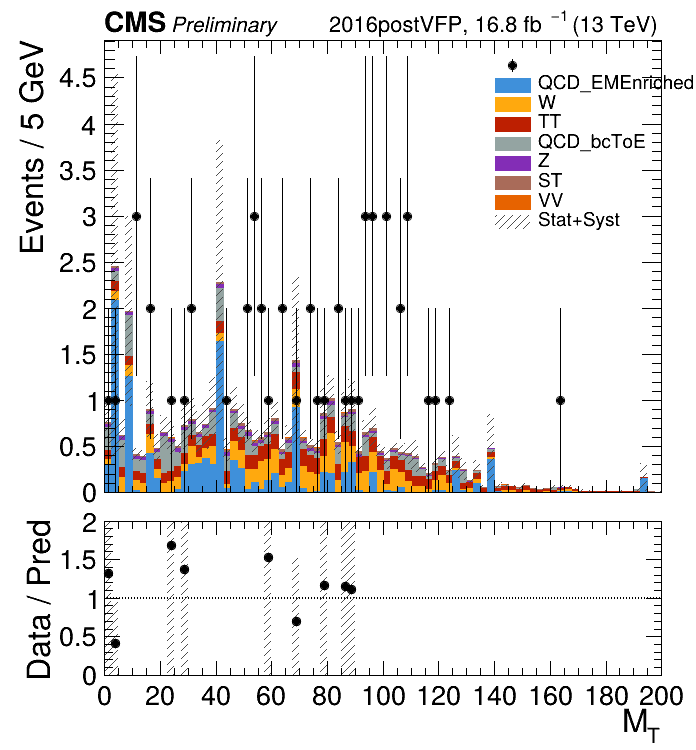 CMS Preliminary 2016postVFP, 16.8 fb⁻¹ (13 TeV)
Events / 5 GeV
4.5
4
3.5
3
2.5
2
1.5
1
0.5
0
QCD_EMEnriched
W
TT
QCD_bcToE
Z
ST
VV
Stat+Syst
Data / Pred
2
1.5
1
0.5
0
0 20 40 60 80 100 120 140 160 180 200
M_T